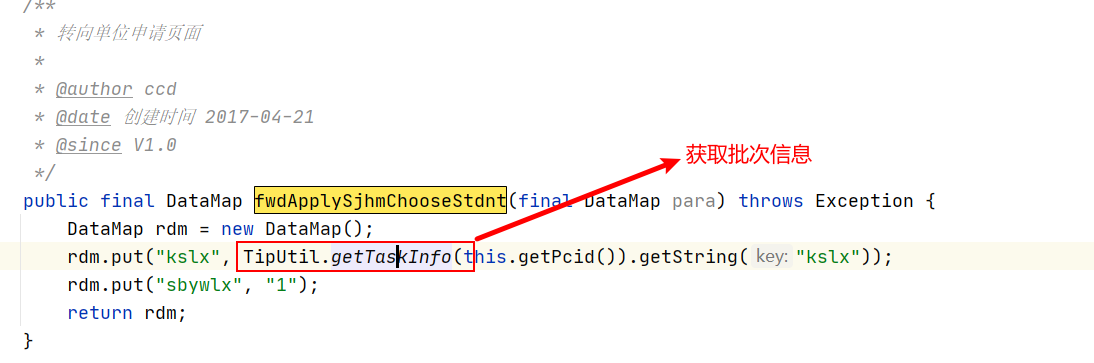 /**
* 转向单位申请页面
*
* @author ccd
* @date 创建时间 2017-04-21
* @since V1.0
*/
获取批次信息
public final DataMap fwdApplySjhmChooseStdnt(final DataMap para) throws Exception {
DataMap rdm = new DataMap();
rdm.put("kslx", TipUtil.getTaskInfo(this.getPcid()).getString( key: "kslx"));
rdm.put("sbywlx", "1");
return rdm;
}